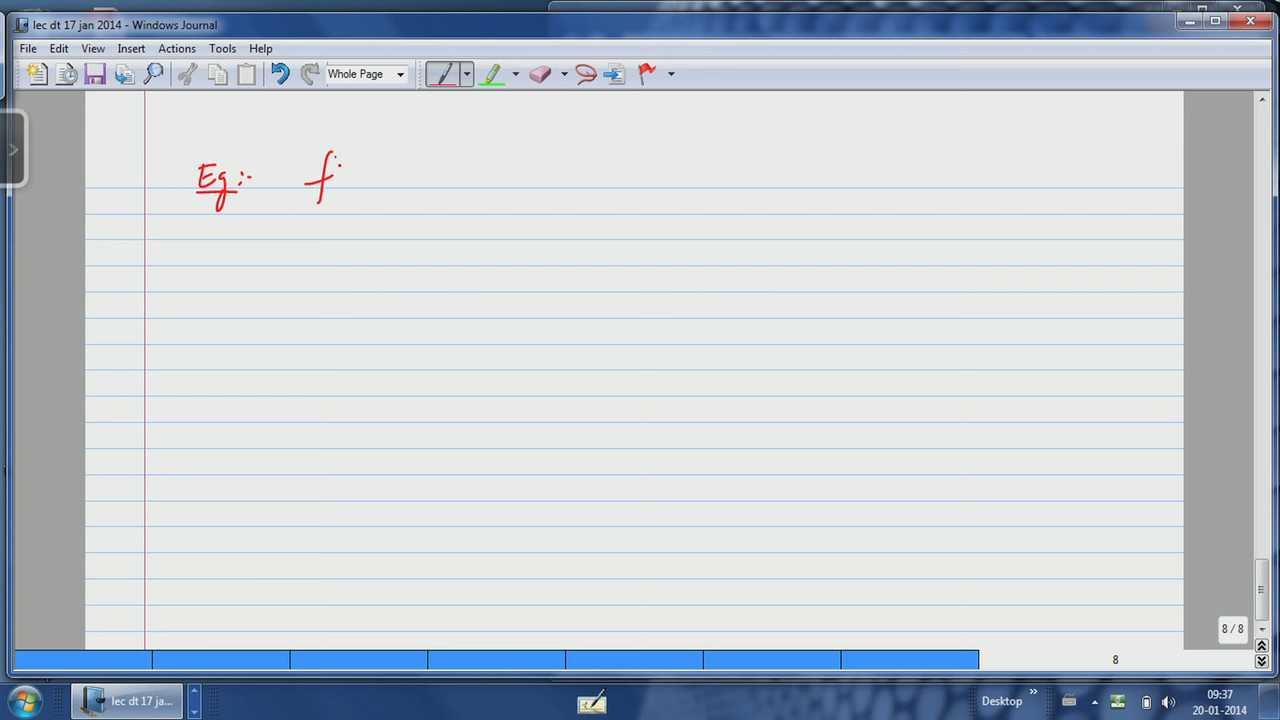 lec dt 17 jan 2014 - Windows Journal
File Edit View Insert Actions Tools Help
Whole Page
Eg:- f
8 / 8
8
lec dt 17 ja...
Desktop
09:37
20-01-2014